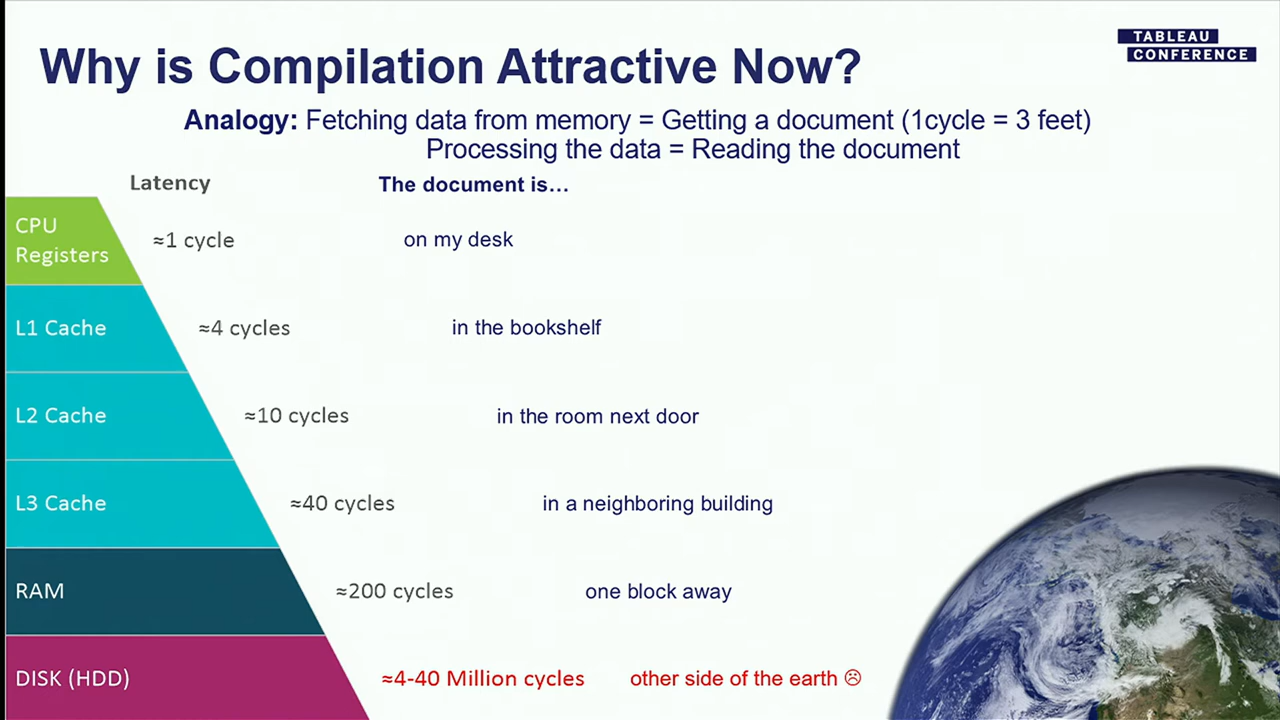 Why is Compilation Attractive Now?
TABLEAU
CONFERENCE
Analogy: Fetching data from memory = Getting a document (1cycle = 3 feet)
Processing the data = Reading the document
Latency
The document is…
CPU
Registers
≈1 cycle
on my desk
L1 Cache
≈4 cycles
in the bookshelf
L2 Cache
≈10 cycles
in the room next door
L3 Cache
≈40 cycles
in a neighboring building
RAM
≈200 cycles
one block away
DISK (HDD)
≈4-40 Million cycles
other side of the earth ☹